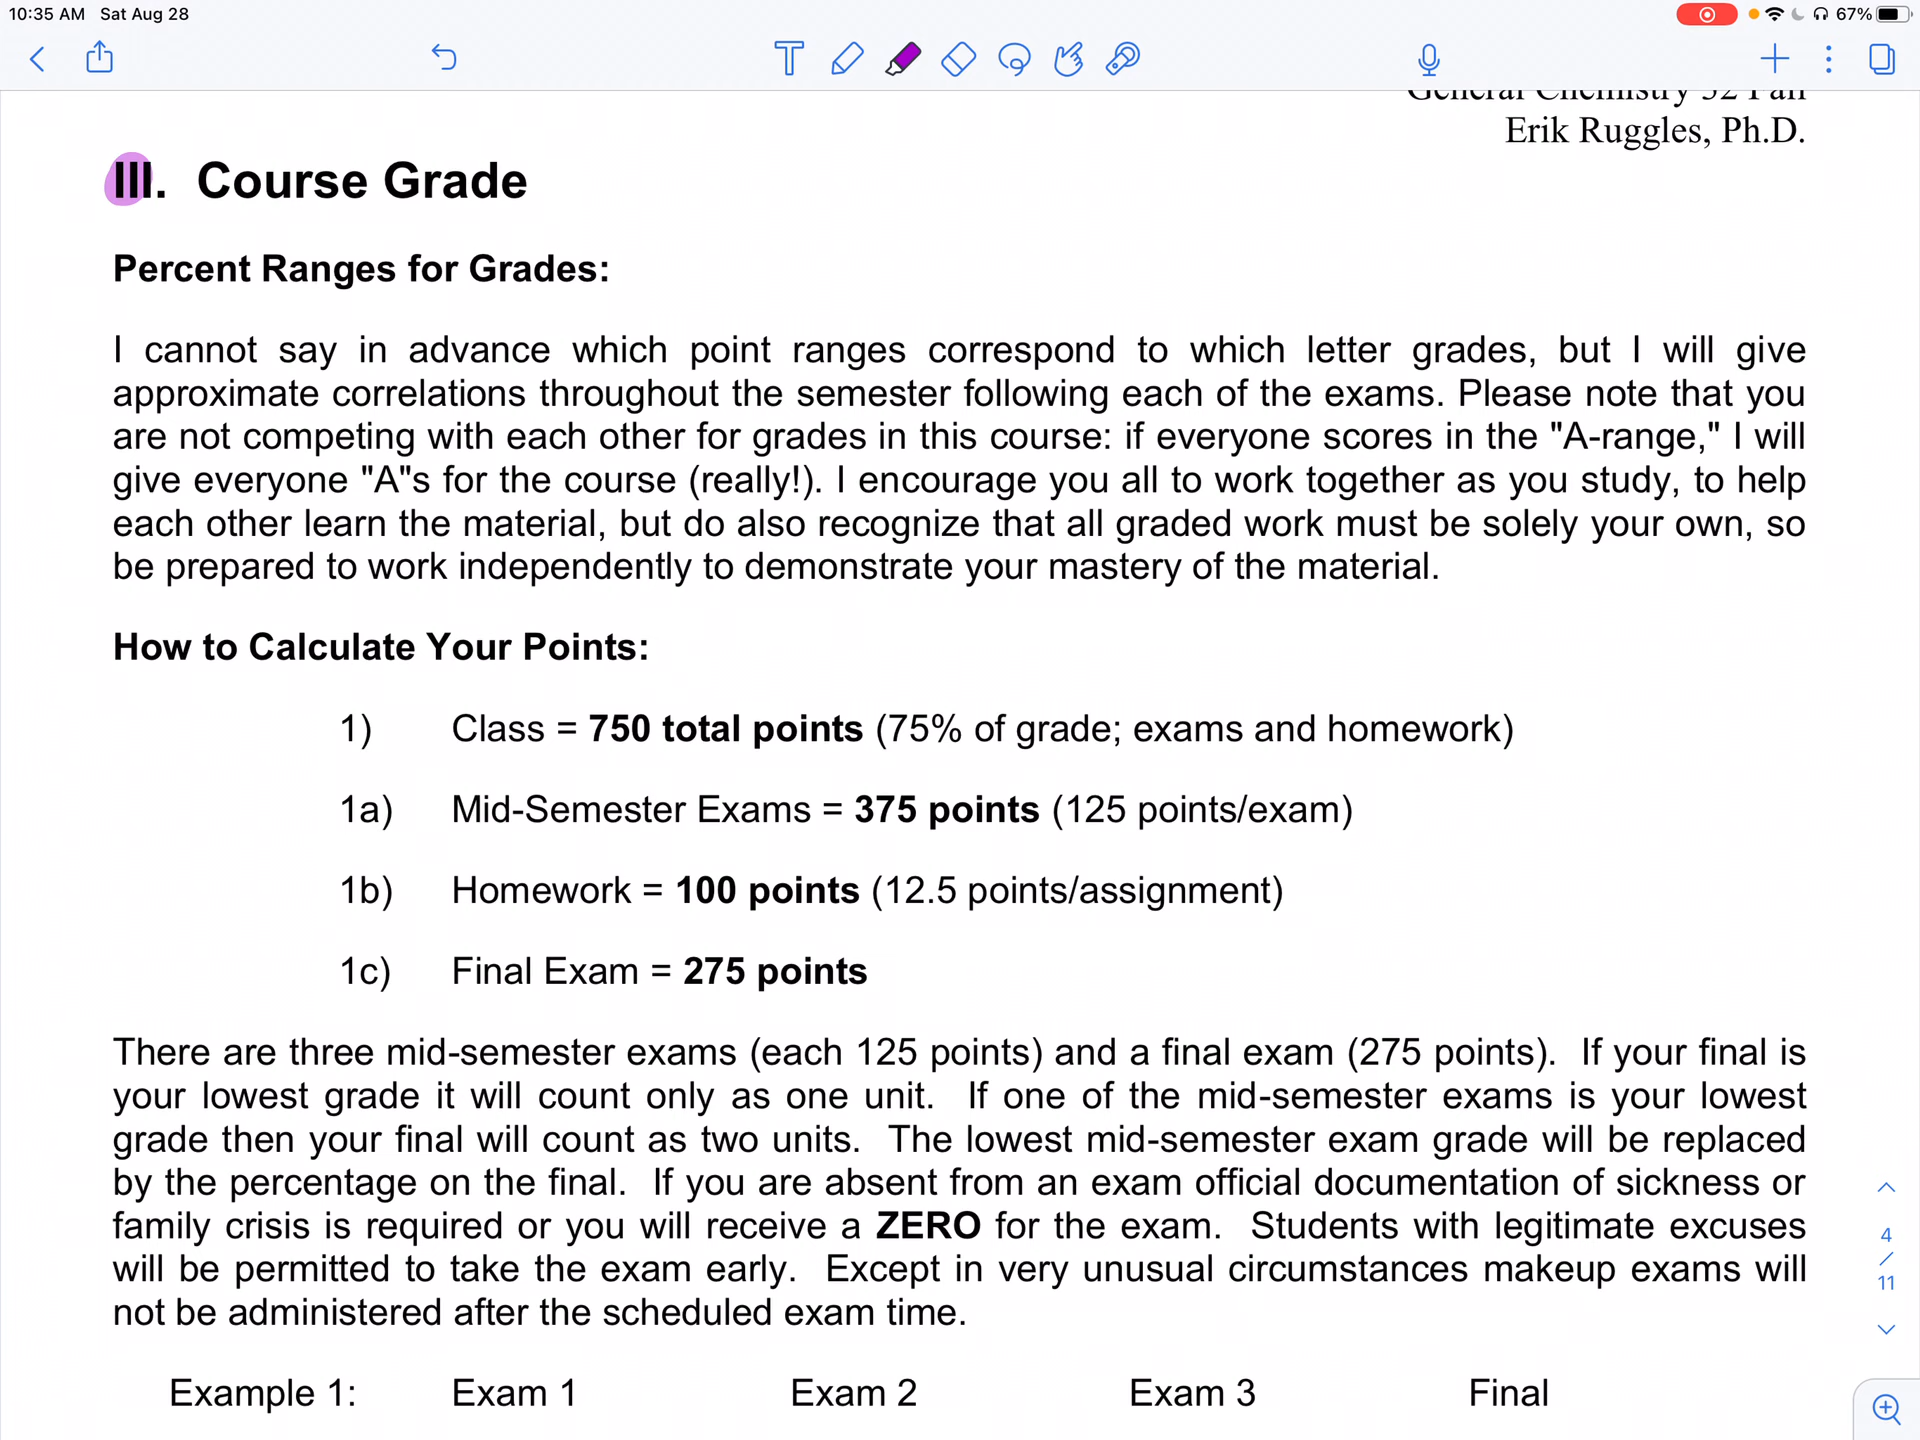 10:35 AM Sat Aug 28
67%
General Chemistry 32 Fall
Erik Ruggles, Ph.D.
III. Course Grade
Percent Ranges for Grades:
I cannot say in advance which point ranges correspond to which letter grades, but I will give
approximate correlations throughout the semester following each of the exams. Please note that you
are not competing with each other for grades in this course: if everyone scores in the "A-range," I will
give everyone "A"s for the course (really!). I encourage you all to work together as you study, to help
each other learn the material, but do also recognize that all graded work must be solely your own, so
be prepared to work independently to demonstrate your mastery of the material.
How to Calculate Your Points:
1) Class = 750 total points (75% of grade; exams and homework)
1a) Mid-Semester Exams = 375 points (125 points/exam)
1b) Homework = 100 points (12.5 points/assignment)
1c) Final Exam = 275 points
There are three mid-semester exams (each 125 points) and a final exam (275 points). If your final is
your lowest grade it will count only as one unit. If one of the mid-semester exams is your lowest
grade then your final will count as two units. The lowest mid-semester exam grade will be replaced
by the percentage on the final. If you are absent from an exam official documentation of sickness or
family crisis is required or you will receive a ZERO for the exam. Students with legitimate excuses
will be permitted to take the exam early. Except in very unusual circumstances makeup exams will
not be administered after the scheduled exam time.
4
/
11
Example 1: Exam 1 Exam 2 Exam 3 Final